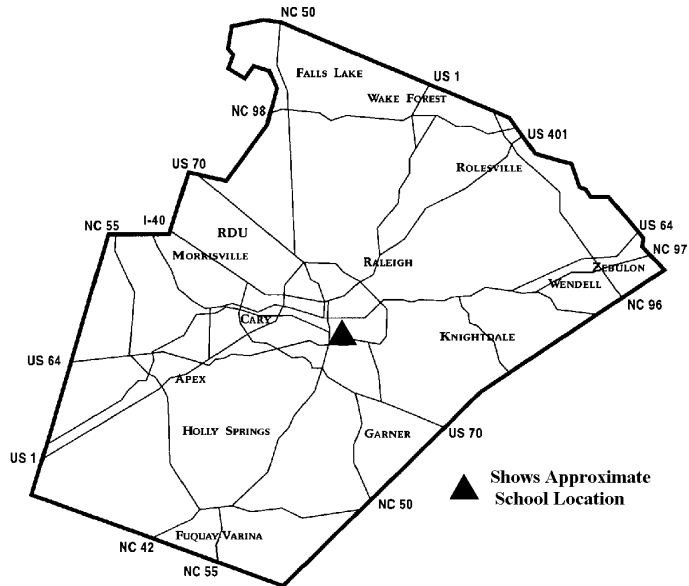 NC 50
FALLS LAKE
US 1
WAKE FOREST
NC 98
US 401
US 70
ROLESVILLE
NC 55
I-40
RDU
US 64
MORRISVILLE
RALEIGH
NC 97
ZEBULON
WENDELL
NC 96
CARY
KNIGHTDALE
US 64
APEX
HOLLY SPRINGS
GARNER
US 70
US 1
Shows Approximate
School Location
NC 50
FUQUAY-VARINA
NC 42
NC 55